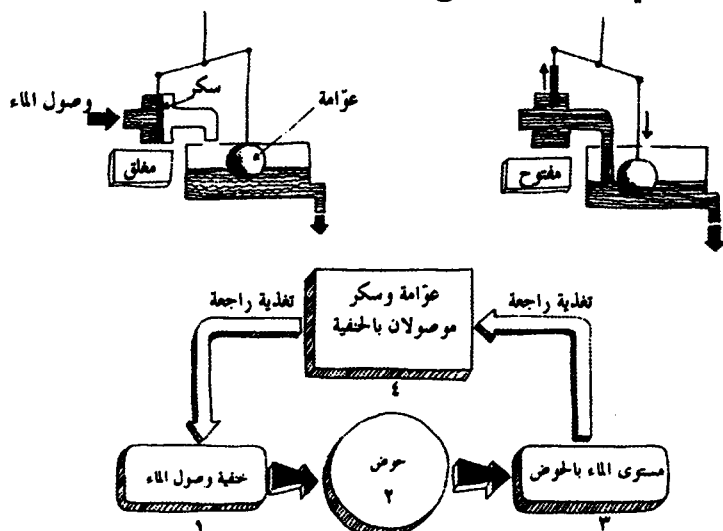 سكر
وصول الماء
عوّامة
مغلق
مفتوح
تغذية راجعة
عوّامة وسكر
موصولان بالحنفية
٤
تغذية راجعة
حنفية وصول الماء
١
حوض
٢
مستوى الماء بالحوض
٣